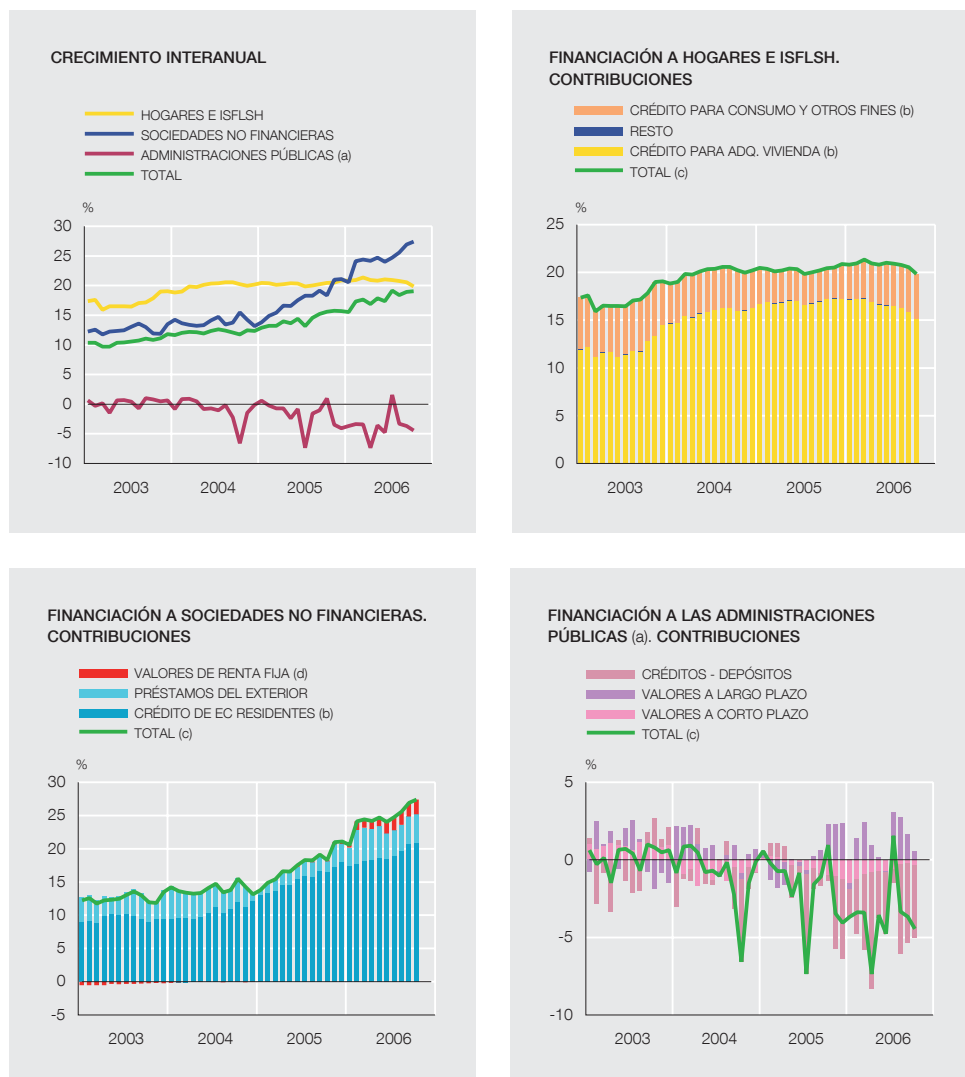 CRECIMIENTO INTERANUAL
HOGARES E ISFLSH
SOCIEDADES NO FINANCIERAS
ADMINISTRACIONES PÚBLICAS (a)
TOTAL
%
30
25
20
15
10
5
0
-5
-10
2003 2004 2005 2006
FINANCIACIÓN A HOGARES E ISFLSH.
CONTRIBUCIONES
CRÉDITO PARA CONSUMO Y OTROS FINES (b)
RESTO
CRÉDITO PARA ADQ. VIVIENDA (b)
TOTAL (c)
%
25
20
15
10
5
0
2003 2004 2005 2006
FINANCIACIÓN A SOCIEDADES NO FINANCIERAS.
CONTRIBUCIONES
VALORES DE RENTA FIJA (d)
PRÉSTAMOS DEL EXTERIOR
CRÉDITO DE EC RESIDENTES (b)
TOTAL (c)
%
30
25
20
15
10
5
0
-5
2003 2004 2005 2006
FINANCIACIÓN A LAS ADMINISTRACIONES
PÚBLICAS (a). CONTRIBUCIONES
CRÉDITOS - DEPÓSITOS
VALORES A LARGO PLAZO
VALORES A CORTO PLAZO
TOTAL (c)
%
5
0
-5
-10
2003 2004 2005 2006